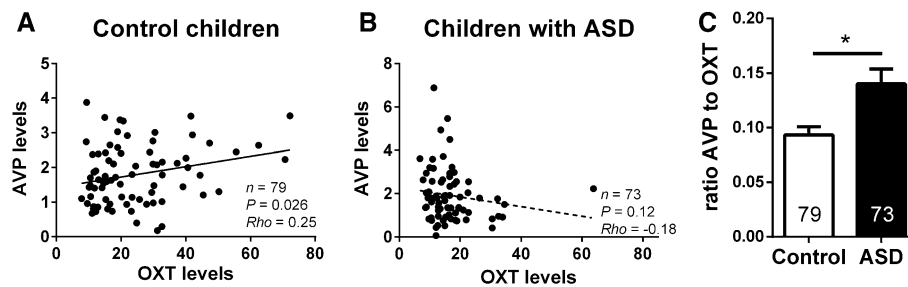 A
Control children
AVP levels
5
4
3
2
1
0
0
20
40
60
80
OXT levels
n = 79
P = 0.026
Rho = 0.25
B
Children with ASD
AVP levels
8
6
4
2
0
0
20
40
60
80
OXT levels
n = 73
P = 0.12
Rho = -0.18
C
ratio AVP to OXT
0.20
0.15
0.10
0.05
0.00
*
79
73
Control
ASD